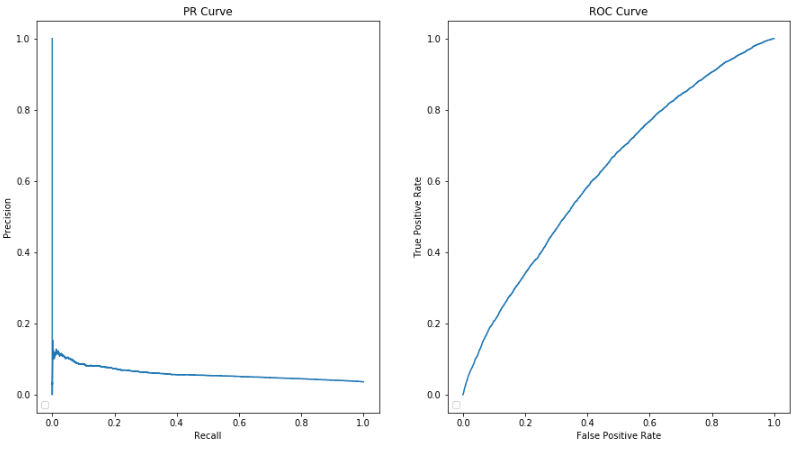 PR Curve
1.0
0.8
0.6
0.4
0.2
0.0
Precision
0.0 0.2 0.4 0.6 0.8 1.0
Recall
ROC Curve
1.0
0.8
0.6
0.4
0.2
0.0
True Positive Rate
0.0 0.2 0.4 0.6 0.8 1.0
False Positive Rate